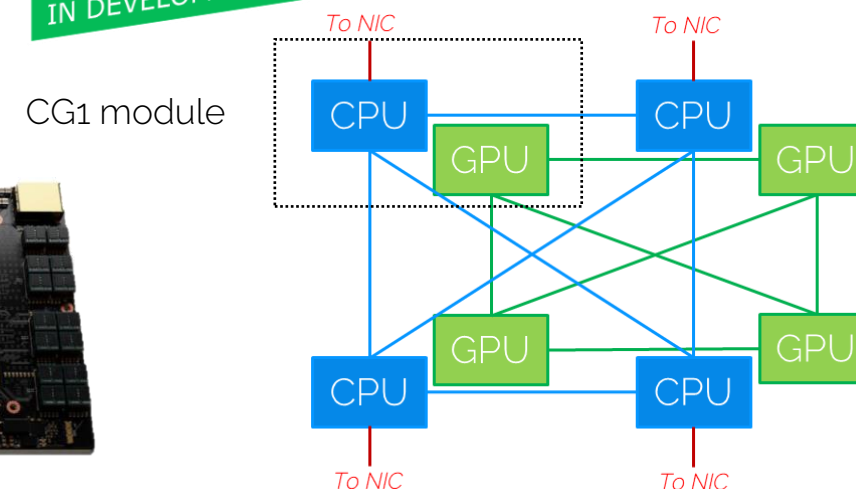 IN DEVELOP
To NIC
To NIC
CG1 module
CPU
CPU
GPU
GPU
GPU
GPU
CPU
CPU
To NIC
To NIC